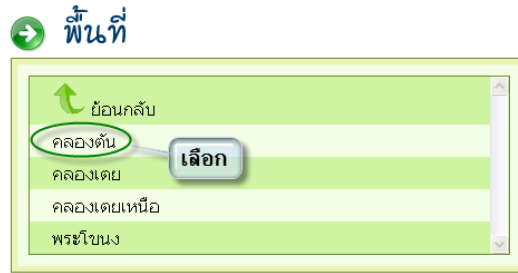 พื้นที่
ย้อนกลับ
คลองตัน
เลือก
คลองเตย
คลองเตยเหนือ
พระโขนง